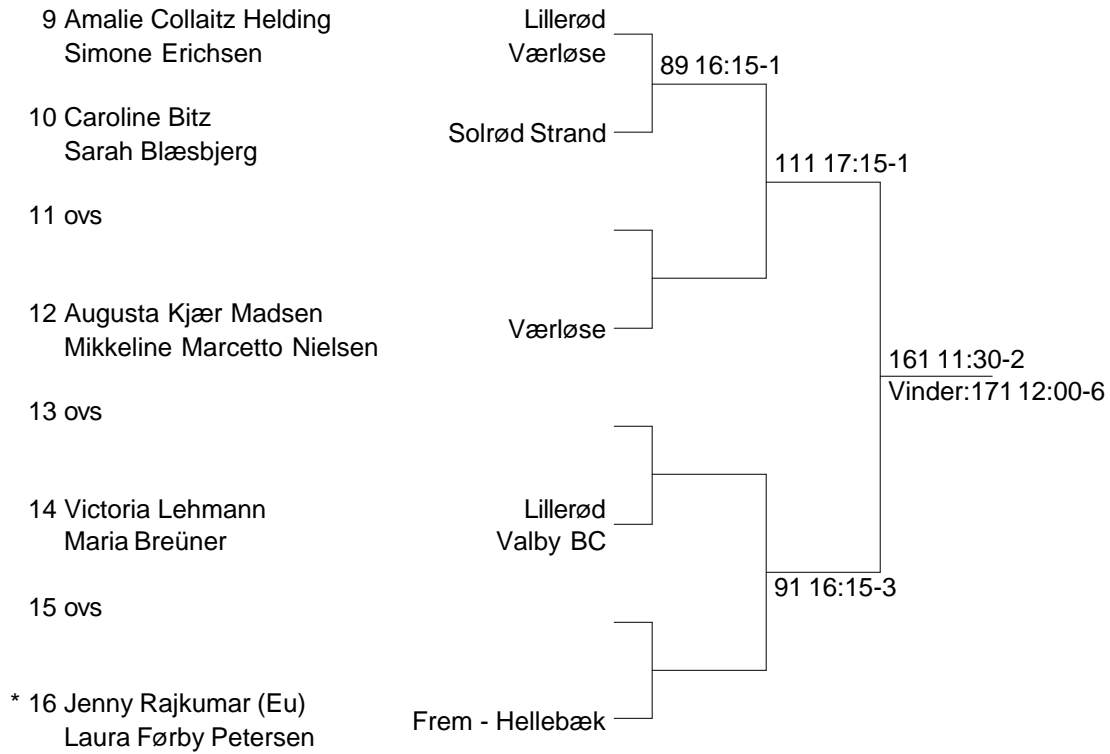 9 Amalie Collaitz Helding Lillerød
Simone Erichsen Værløse
89 16:15-1
10 Caroline Bitz Solrød Strand
Sarah Blæsbjerg
111 17:15-1
11 ovs
12 Augusta Kjær Madsen Værløse
Mikkeline Marcetto Nielsen
161 11:30-2
Vinder:171 12:00-6
13 ovs
14 Victoria Lehmann Lillerød
Maria Breüner Valby BC
91 16:15-3
15 ovs
* 16 Jenny Rajkumar (Eu) Frem - Hellebæk
Laura Førby Petersen